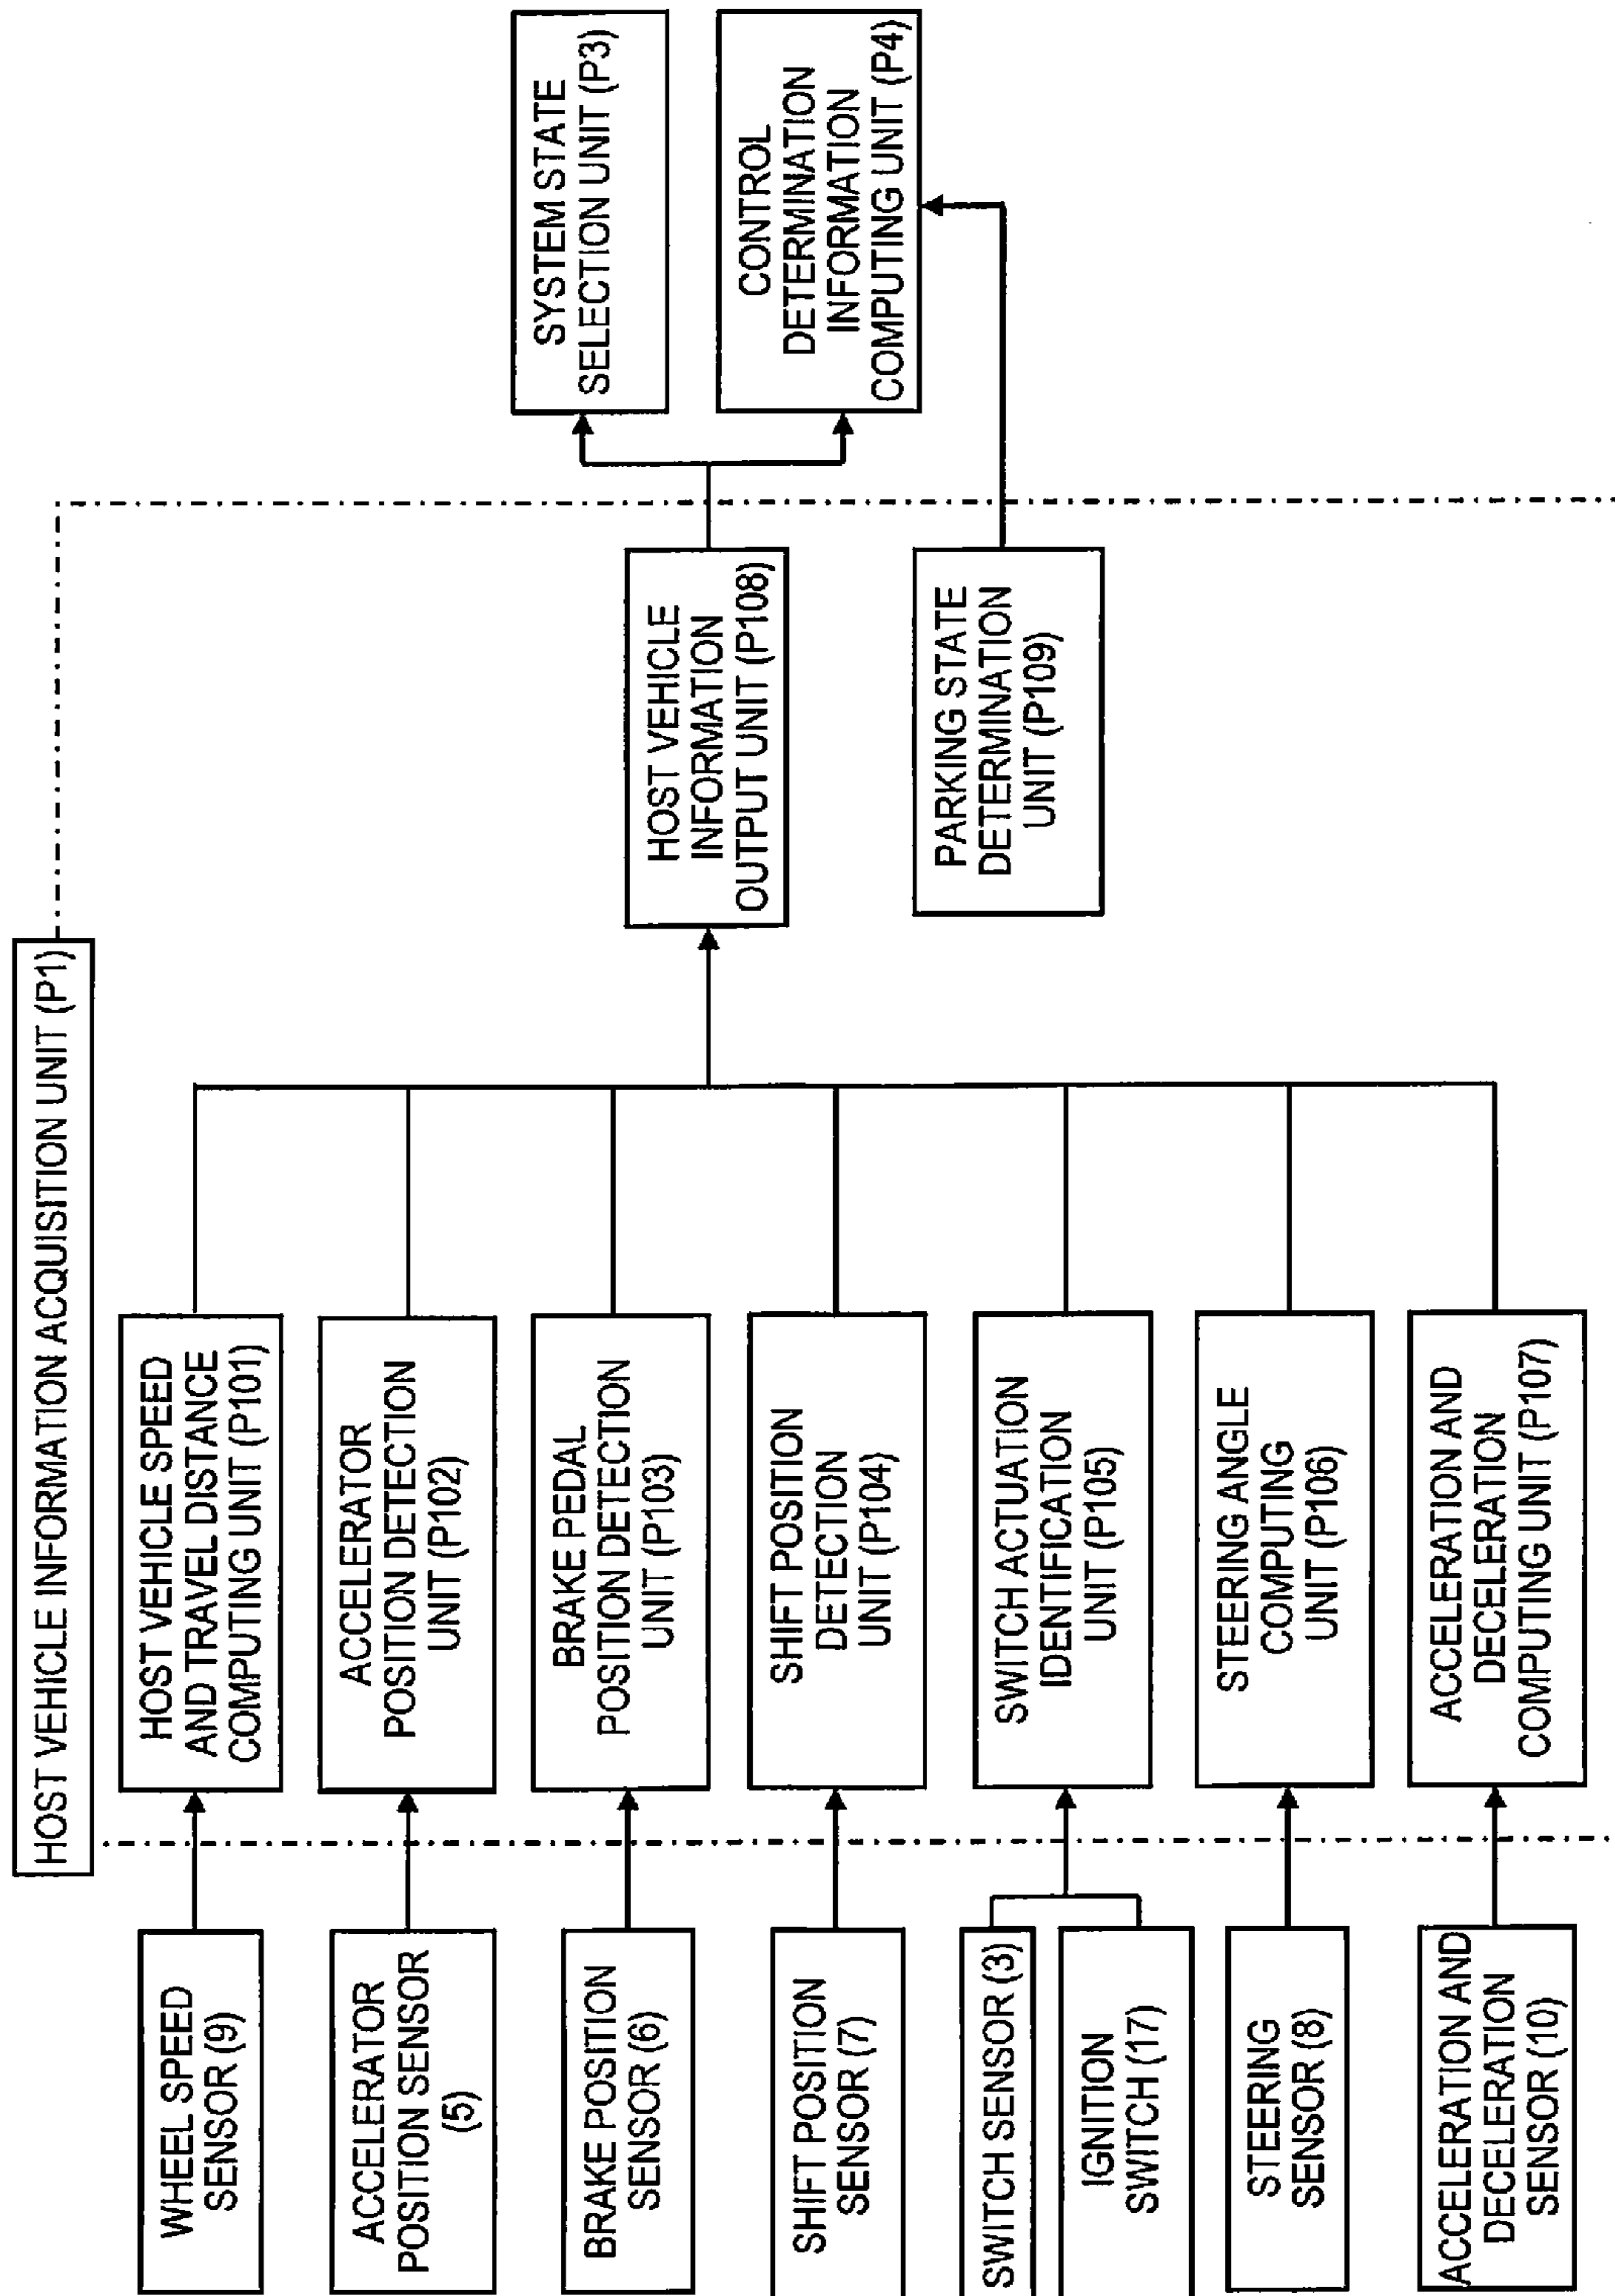 HOST VEHICLE INFORMATION ACQUISITION UNIT (P1)
WHEEL SPEED
SENSOR (9)
ACCELERATOR
POSITION SENSOR
(5)
BRAKE POSITION
SENSOR (6)
SHIFT POSITION
SENSOR (7)
SWITCH SENSOR (3)
IGNITION
SWITCH (17)
STEERING
SENSOR (8)
ACCELERATION AND
DECELERATION
SENSOR (10)
HOST VEHICLE SPEED
AND TRAVEL DISTANCE
COMPUTING UNIT (P101)
ACCELERATOR
POSITION DETECTION
UNIT (P102)
BRAKE PEDAL
POSITION DETECTION
UNIT (P103)
SHIFT POSITION
DETECTION
UNIT (P104)
SWITCH ACTUATION
IDENTIFICATION
UNIT (P105)
STEERING ANGLE
COMPUTING
UNIT (P106)
ACCELERATION AND
DECELERATION
COMPUTING UNIT (P107)
HOST VEHICLE
INFORMATION
OUTPUT UNIT (P108)
PARKING STATE
DETERMINATION
UNIT (P109)
SYSTEM STATE
SELECTION UNIT (P3)
CONTROL
DETERMINATION
INFORMATION
COMPUTING UNIT (P4)